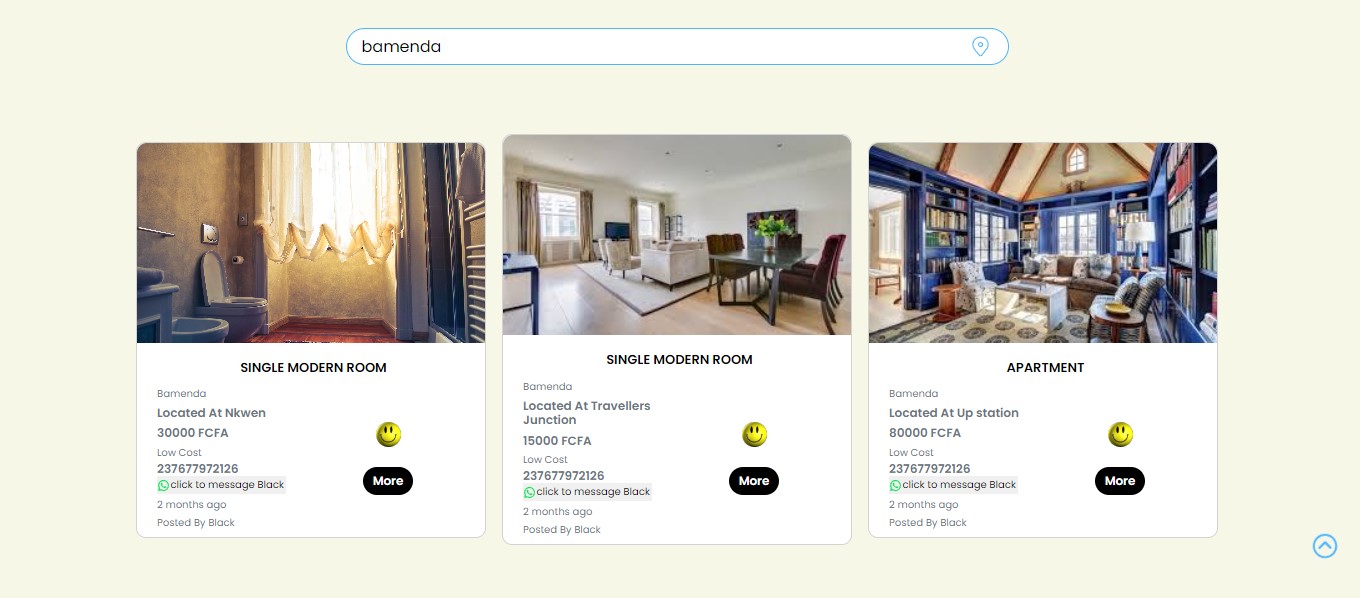 bamenda
SINGLE MODERN ROOM
Bamenda
Located At Nkwen
30000 FCFA
Low Cost
237677972126
click to message Black
2 months ago
Posted By Black
More
SINGLE MODERN ROOM
Bamenda
Located At Travellers
Junction
15000 FCFA
Low Cost
237677972126
click to message Black
2 months ago
Posted By Black
More
APARTMENT
Bamenda
Located At Up station
80000 FCFA
Low Cost
237677972126
click to message Black
2 months ago
Posted By Black
More